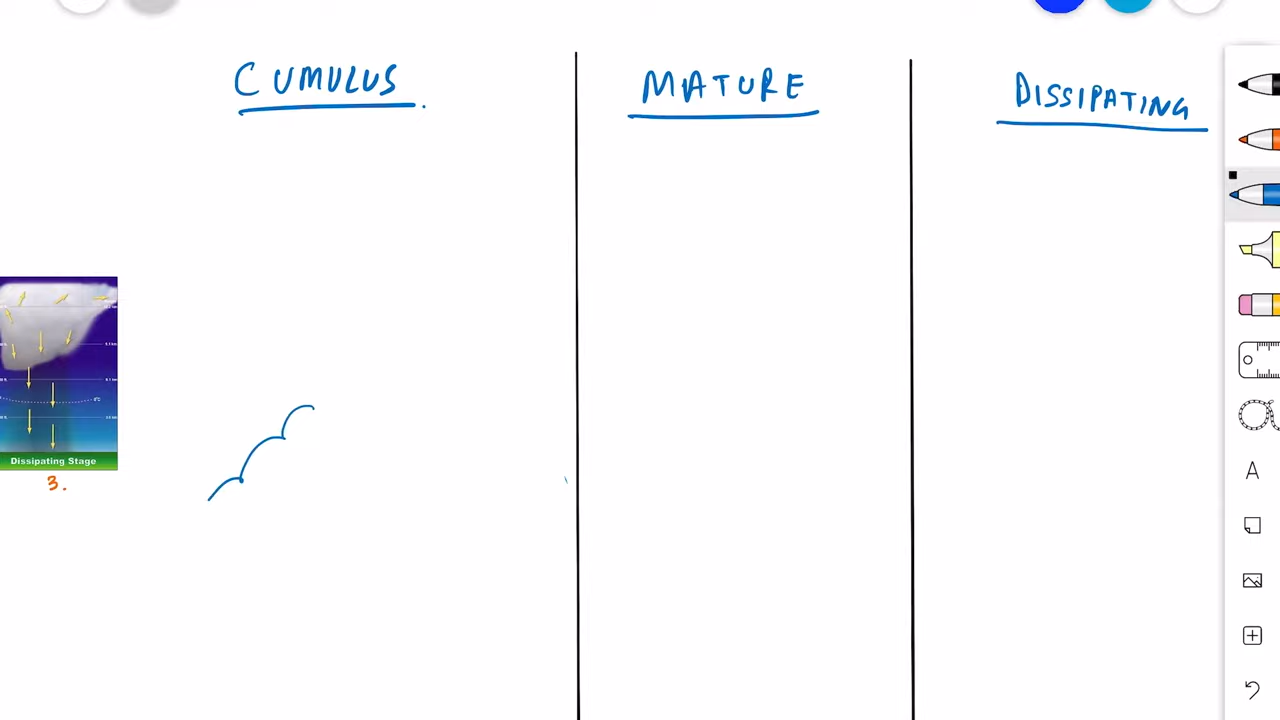 CUMULUS.
MATURE
DISSIPATING
Dissipating Stage
3.
A